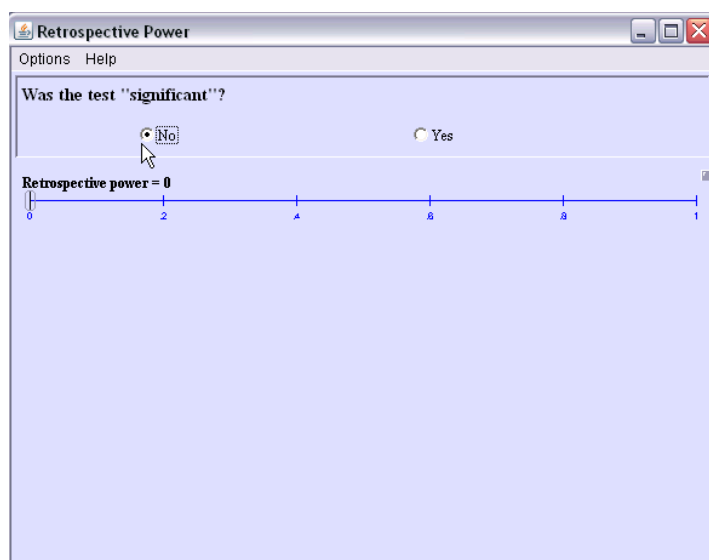 Retrospective Power
Options Help
Was the test "significant"?
No Yes
Retrospective power = 0
0 .2 .4 .6 .8 1